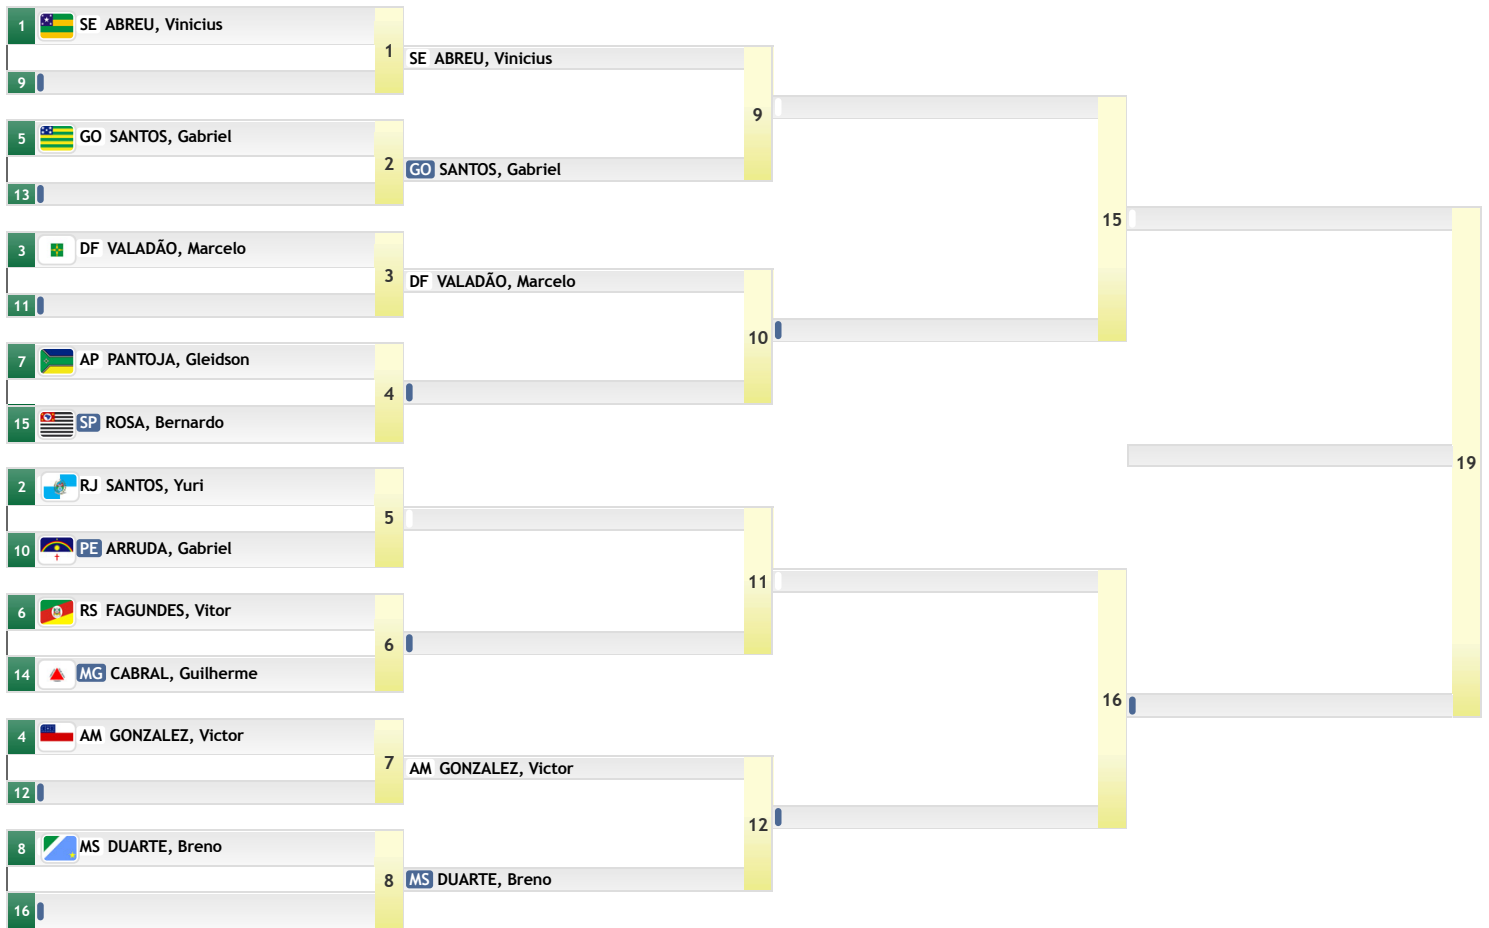 1 SE ABREU, Vinicius
9
1
5 GO SANTOS, Gabriel
13
2
3 DF VALADÃO, Marcelo
11
3
7 AP PANTOJA, Gleidson
15 SP ROSA, Bernardo
4
2 RJ SANTOS, Yuri
10 PE ARRUDA, Gabriel
5
6 RS FAGUNDES, Vitor
14 MG CABRAL, Guilherme
6
4 AM GONZALEZ, Victor
12
7
8 MS DUARTE, Breno
16
8
SE ABREU, Vinicius
GO SANTOS, Gabriel
9
DF VALADÃO, Marcelo
10
11
AM GONZALEZ, Victor
MS DUARTE, Breno
12
15
16
19